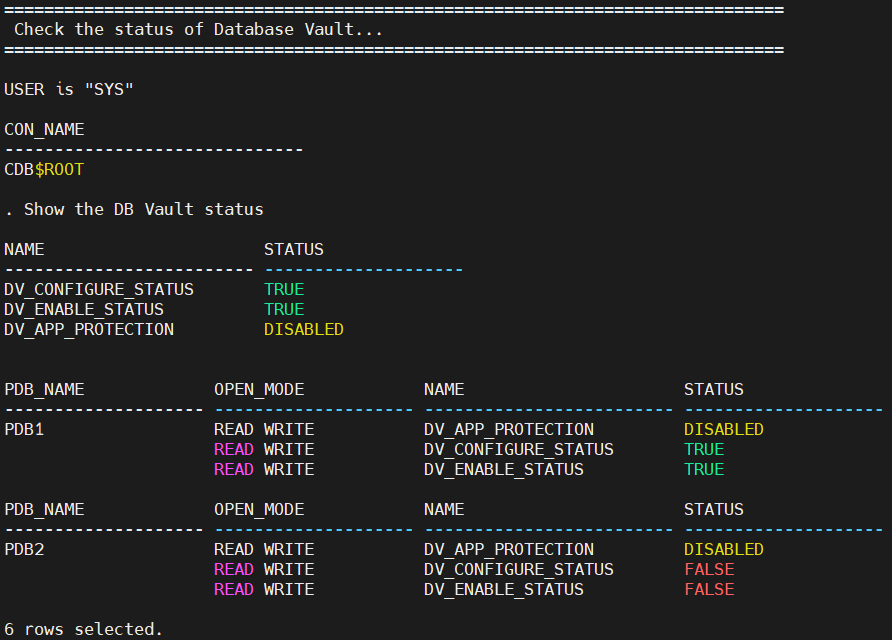 ==============================================================================
 Check the status of Database Vault...
==============================================================================
USER is "SYS"
CON_NAME
------------------------------
CDB$ROOT
. Show the DB Vault status
NAME                      STATUS
------------------------- --------------------
DV_CONFIGURE_STATUS       TRUE
DV_ENABLE_STATUS          TRUE
DV_APP_PROTECTION         DISABLED
PDB_NAME             OPEN_MODE            NAME                      STATUS
-------------------- -------------------- ------------------------- --------------------
PDB1                 READ WRITE           DV_APP_PROTECTION         DISABLED
                     READ WRITE           DV_CONFIGURE_STATUS       TRUE
                     READ WRITE           DV_ENABLE_STATUS          TRUE
PDB_NAME             OPEN_MODE            NAME                      STATUS
-------------------- -------------------- ------------------------- --------------------
PDB2                 READ WRITE           DV_APP_PROTECTION         DISABLED
                     READ WRITE           DV_CONFIGURE_STATUS       FALSE
                     READ WRITE           DV_ENABLE_STATUS          FALSE
6 rows selected.